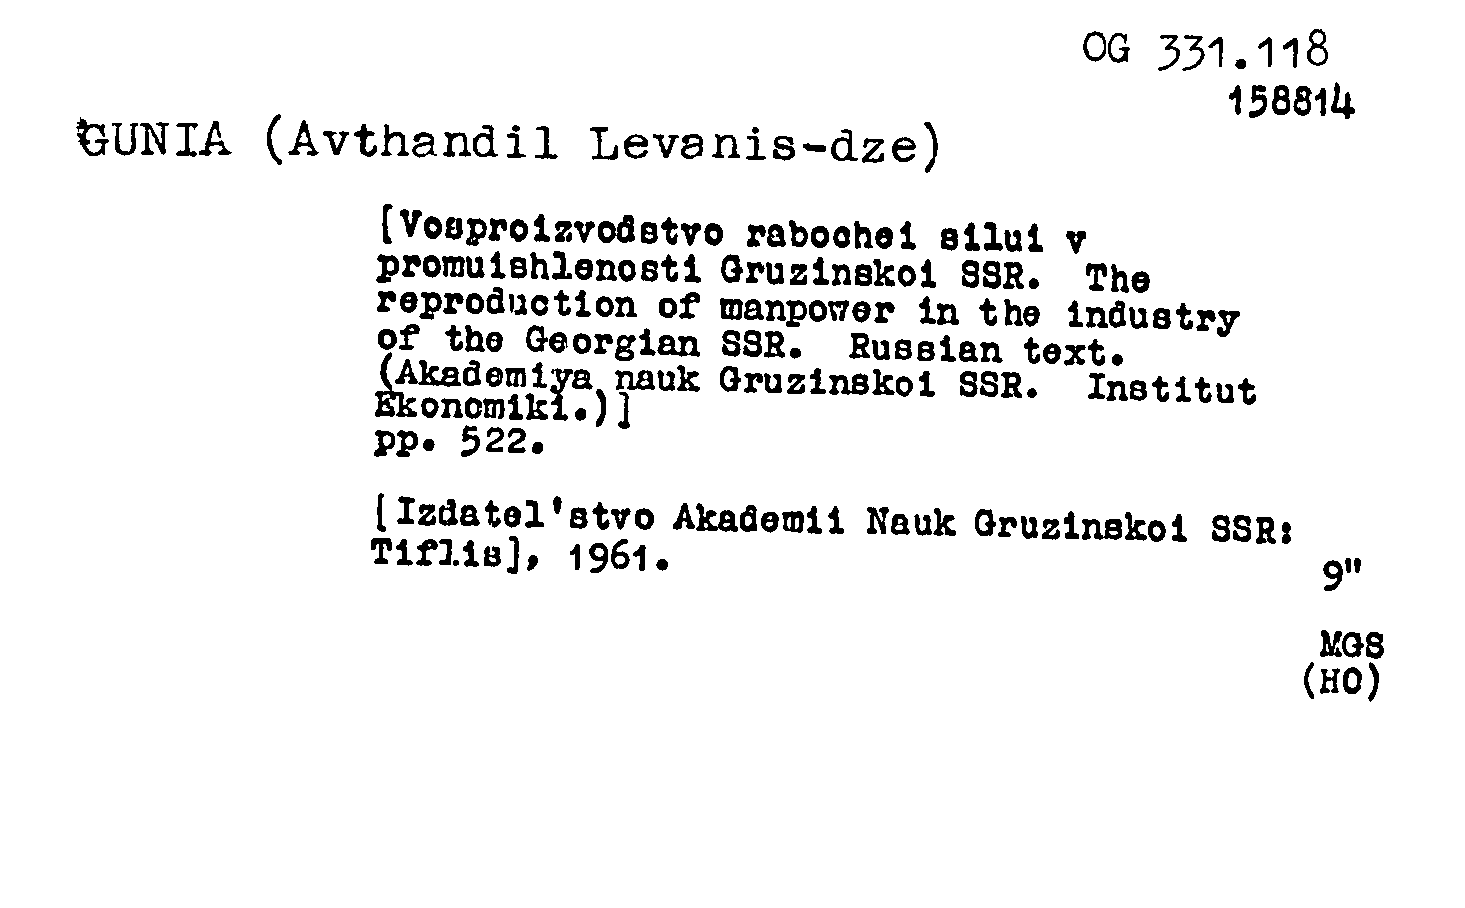 OG 331.118
158814
GUNIA (Avthandil Levanis-dze)
[Vosproizvodstvo rabochei silui v
promuishlenosti Gruzinskoi SSR. The
reproduction of manpower in the industry
of the Georgian SSR. Russian text.
(Akademiya nauk Gruzinskoi SSR. Institut
Ekonomiki.)]
pp. 522.
[Izdatel'stvo Akademii Nauk Gruzinskoi SSR:
Tiflis], 1961.
9"
MGS
(HO)